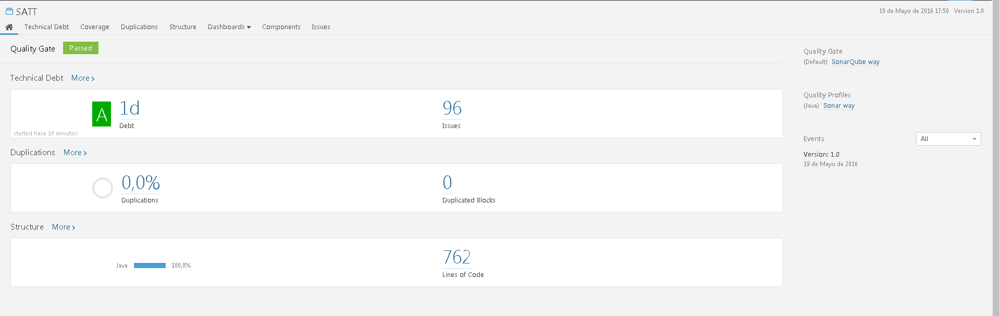 SATT
19 de Mayo de 2016 17:50 Version 1.0
Technical Debt Coverage Duplications Structure Dashboards Components Issues
Quality Gate Passed
Technical Debt More
A
1d
Debt
96
Issues
started hace 10 minutos
Duplications More
0,0%
Duplications
0
Duplicated Blocks
Structure More
Java 100,0%
762
Lines of Code
Quality Gate
(Default) SonarQube way
Quality Profiles
(Java) Sonar way
Events All
Version: 1.0
19 de Mayo de 2016